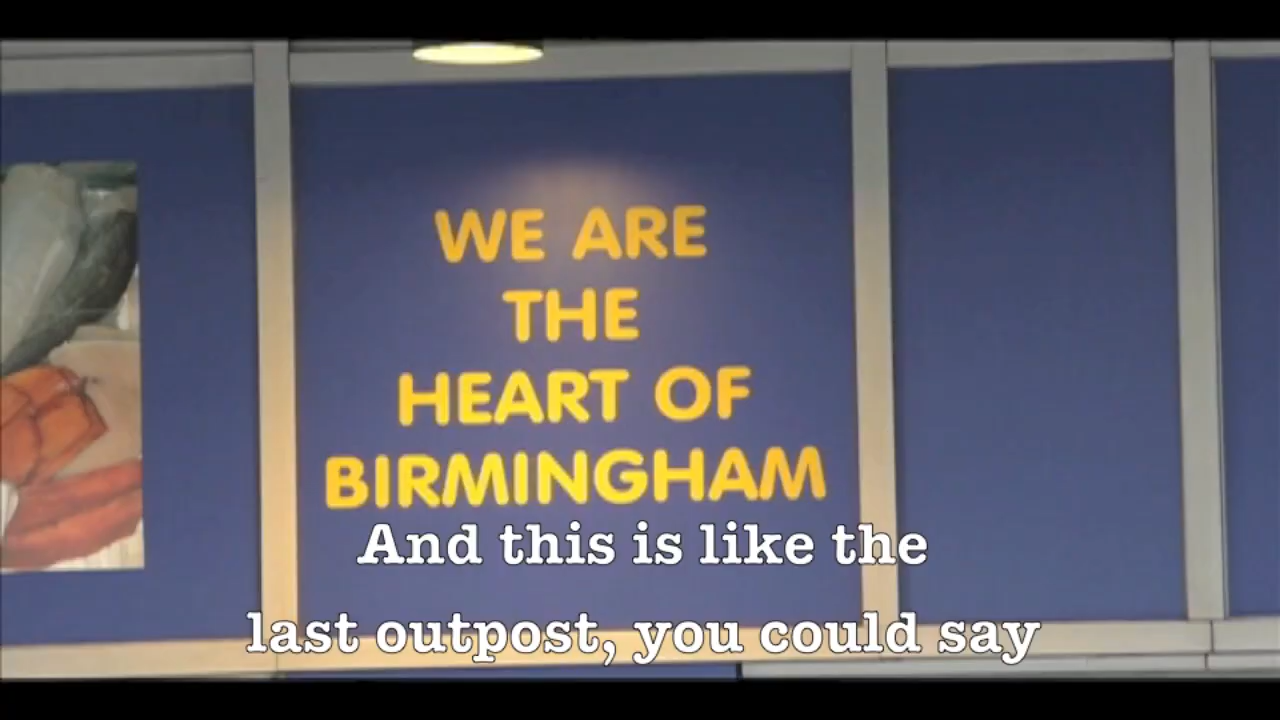 WE ARE
THE
HEART OF
BIRMINGHAM
And this is like the
last outpost, you could say